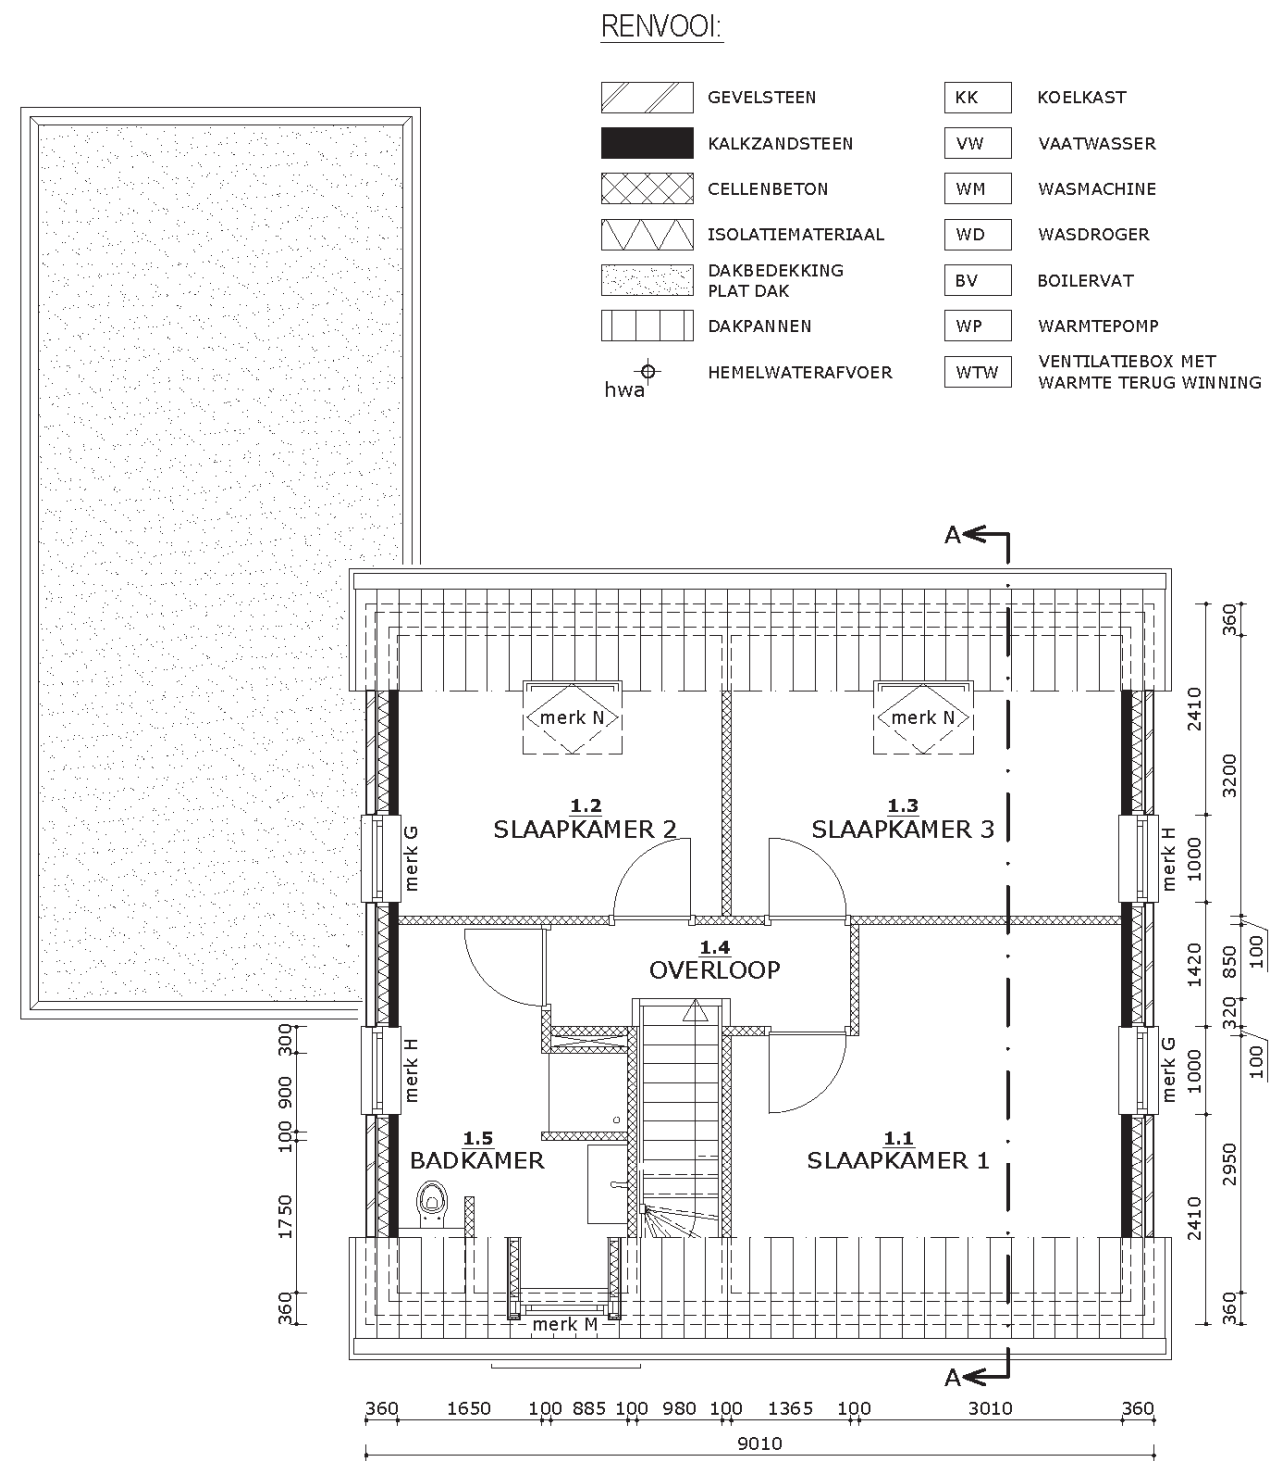 RENVOOI:
GEVELSTEEN
KALKZANDSTEEN
CELLENBETON
ISOLATIEMATERIAAL
DAKBEDEKKING
PLAT DAK
DAKPANNEN
hwa
HEMELWATERAFVOER
KK KOELKAST
VW VAATWASSER
WM WASMACHINE
WD WASDROGER
BV BOILERVAT
WP WARMTEPOMP
WTW VENTILATIEBOX MET
WARMTE TERUG WINNING
A
merk N
merk N
1.2
SLAAPKAMER 2
1.3
SLAAPKAMER 3
merk G
merk H
1.4
OVERLOOP
merk H
merk G
1.5
BADKAMER
1.1
SLAAPKAMER 1
merk M
A
300
900
100
1750
360
2410
1000
1420
1000
2410
360
3200
100
850
320
100
2950
360
360 1650 100 885 100 980 100 1365 100 3010 360
9010